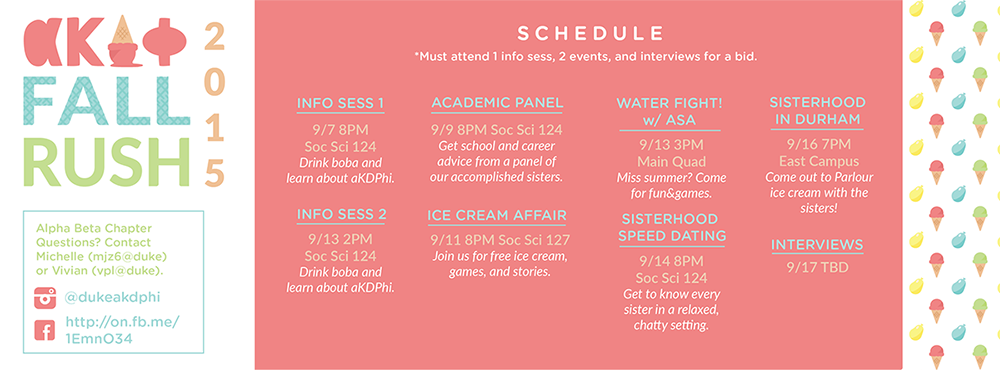 αKΔΦ
FALL
RUSH
2015
Alpha Beta Chapter
Questions? Contact
Michelle (mjz6@duke)
or Vivian (vpl@duke).
@dukeakdphi
http://on.fb.me/
1EmnO34
SCHEDULE
*Must attend 1 info sess, 2 events, and interviews for a bid.
INFO SESS 1
9/7 8PM
Soc Sci 124
Drink boba and
learn about aKDPhi.
INFO SESS 2
9/13 2PM
Soc Sci 124
Drink boba and
learn about aKDPhi.
ACADEMIC PANEL
9/9 8PM Soc Sci 124
Get school and career
advice from a panel of
our accomplished sisters.
ICE CREAM AFFAIR
9/11 8PM Soc Sci 127
Join us for free ice cream,
games, and stories.
WATER FIGHT!
w/ ASA
9/13 3PM
Main Quad
Miss summer? Come
for fun&games.
SISTERHOOD
SPEED DATING
9/14 8PM
Soc Sci 124
Get to know every
sister in a relaxed,
chatty setting.
SISTERHOOD
IN DURHAM
9/16 7PM
East Campus
Come out to Parlour
ice cream with the
sisters!
INTERVIEWS
9/17 TBD